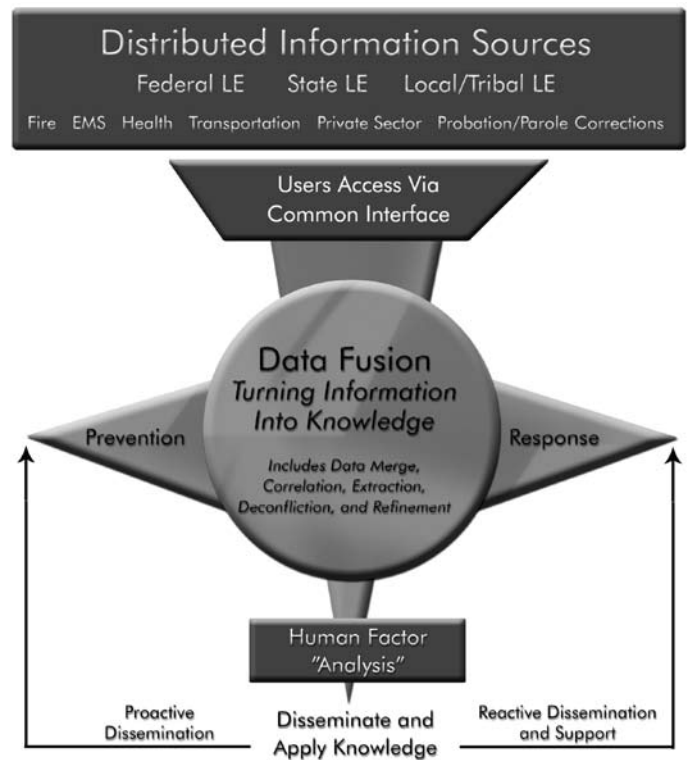 Distributed Information Sources
Federal LE State LE Local/Tribal LE
Fire EMS Health Transportation Private Sector Probation/Parole Corrections
Users Access Via
Common Interface
Data Fusion
Turning Information
Into Knowledge
Includes Data Merge,
Correlation, Extraction,
Deconfliction, and Refinement
Prevention
Response
Human Factor
"Analysis"
Proactive
Dissemination
Disseminate and
Apply Knowledge
Reactive Dissemination
and Support